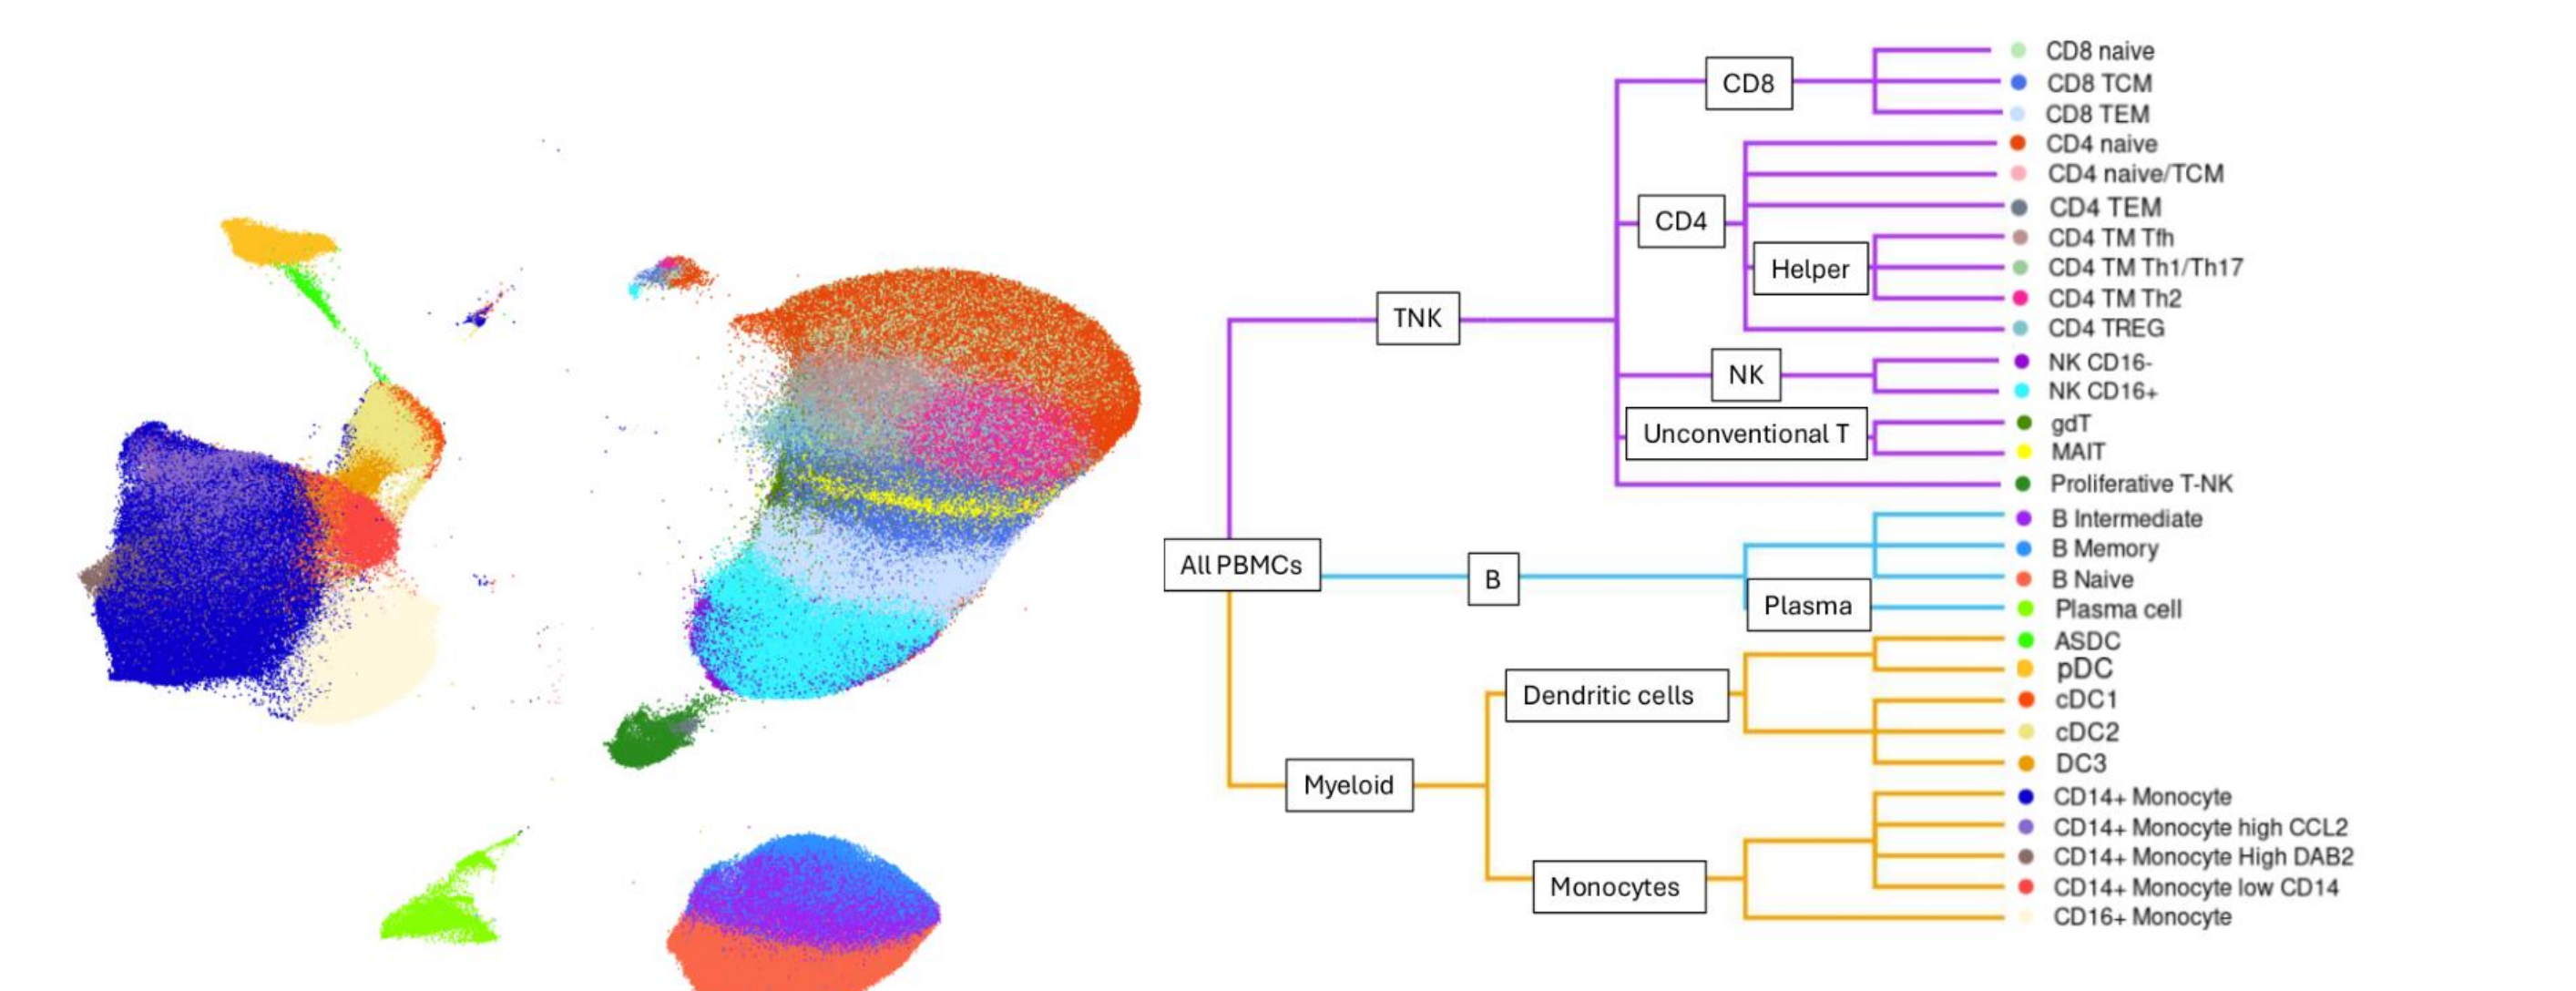 All PBMCs
TNK
CD8
CD4
Helper
NK
Unconventional T
B
Plasma
Myeloid
Dendritic cells
Monocytes
CD8 naive
CD8 TCM
CD8 TEM
CD4 naive
CD4 naive/TCM
CD4 TEM
CD4 TM Tfh
CD4 TM Th1/Th17
CD4 TM Th2
CD4 TREG
NK CD16-
NK CD16+
gdT
MAIT
Proliferative T-NK
B Intermediate
B Memory
B Naive
Plasma cell
ASDC
pDC
cDC1
cDC2
DC3
CD14+ Monocyte
CD14+ Monocyte high CCL2
CD14+ Monocyte High DAB2
CD14+ Monocyte low CD14
CD16+ Monocyte